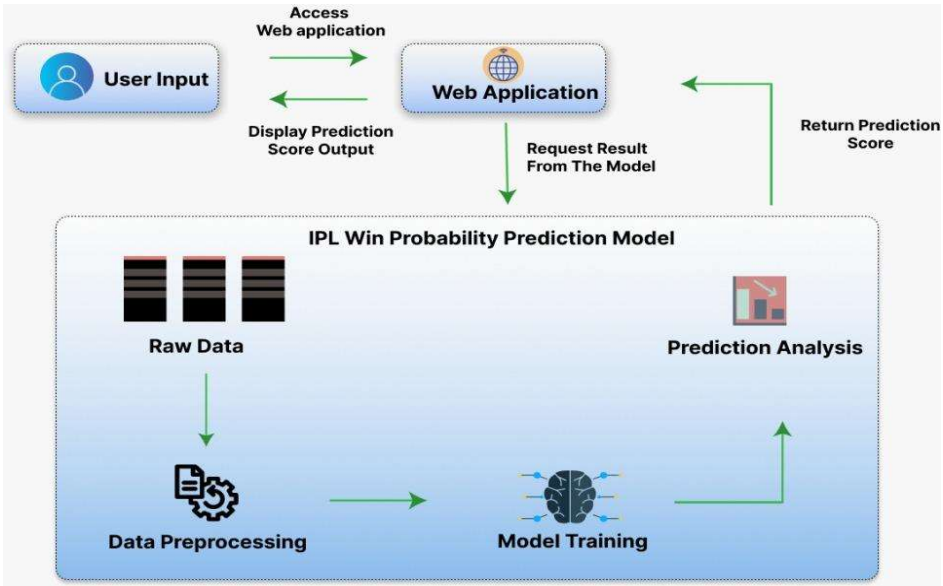 Access
Web application
User Input
Web Application
Display Prediction
Score Output
Request Result
From The Model
Return Prediction
Score
IPL Win Probability Prediction Model
Raw Data
Prediction Analysis
Data Preprocessing
Model Training